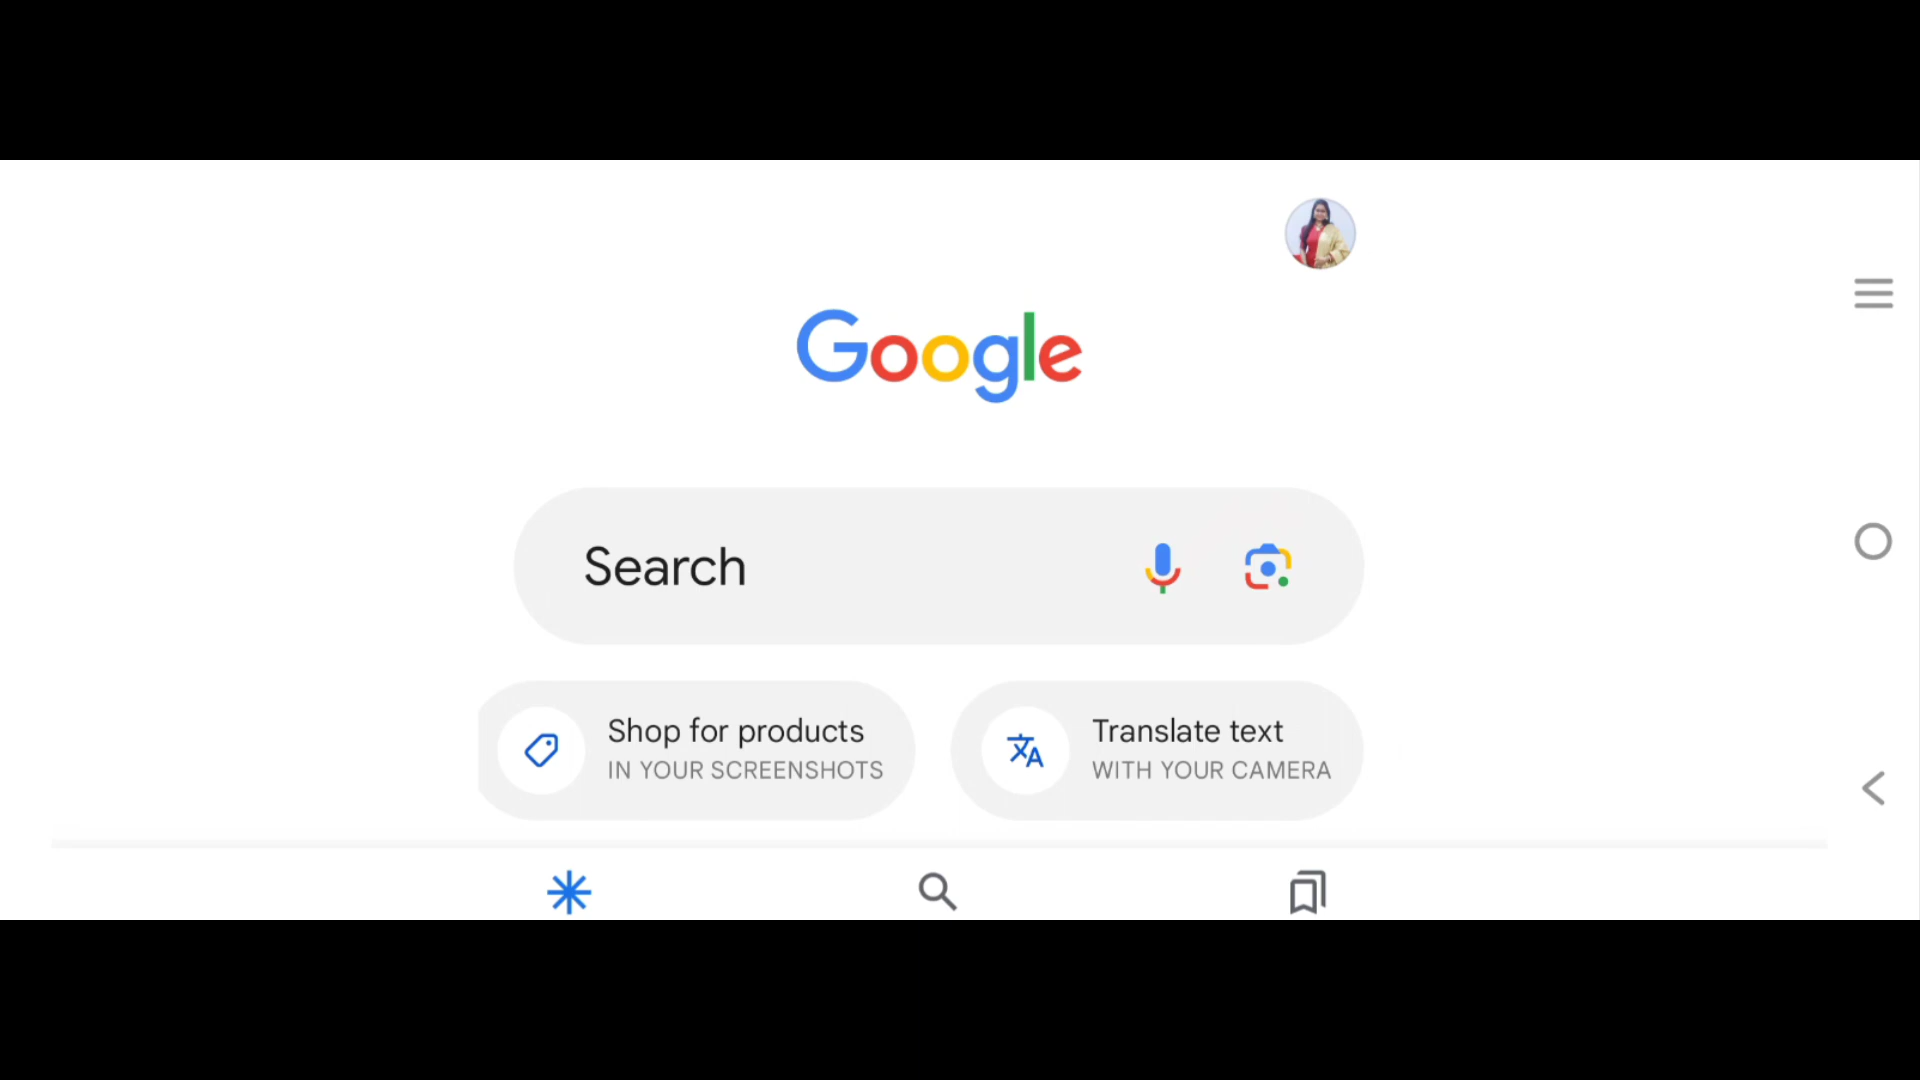 Google
Search
Shop for products
IN YOUR SCREENSHOTS
Translate text
WITH YOUR CAMERA